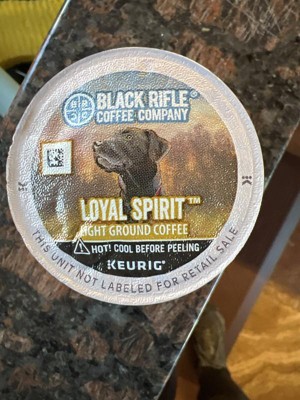 BLACK RIFLE®
COFFEE COMPANY
LOYAL SPIRIT™
LIGHT GROUND COFFEE
HOT! COOL BEFORE PEELING
KEURIG®
THIS UNIT NOT LABELED FOR RETAIL SALE